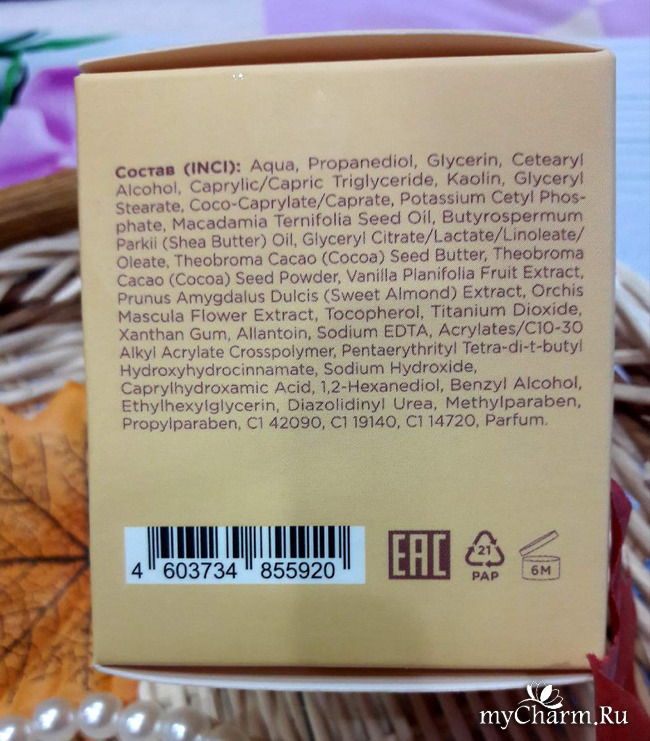 Состав (INCI): Aqua, Propanediol, Glycerin, Cetearyl
Alcohol, Caprylic/Capric Triglyceride, Kaolin, Glyceryl
Stearate, Coco-Caprylate/Caprate, Potassium Cetyl Phos-
phate, Macadamia Ternifolia Seed Oil, Butyrospermum
Parkii (Shea Butter) Oil, Glyceryl Citrate/Lactate/Linoleate/
Oleate, Theobroma Cacao (Cocoa) Seed Butter, Theobroma
Cacao (Cocoa) Seed Powder, Vanilla Planifolia Fruit Extract,
Prunus Amygdalus Dulcis (Sweet Almond) Extract, Orchis
Mascula Flower Extract, Tocopherol, Titanium Dioxide,
Xanthan Gum, Allantoin, Sodium EDTA, Acrylates/C10-30
Alkyl Acrylate Crosspolymer, Pentaerythrityl Tetra-di-t-butyl
Hydroxyhydrocinnamate, Sodium Hydroxide,
Caprylhydroxamic Acid, 1,2-Hexanediol, Benzyl Alcohol,
Ethylhexylglycerin, Diazolidinyl Urea, Methylparaben,
Propylparaben, C1 42090, C1 19140, C1 14720, Parfum.
4 603734 855920
EAC
21
PAP
6M
myCharm.Ru